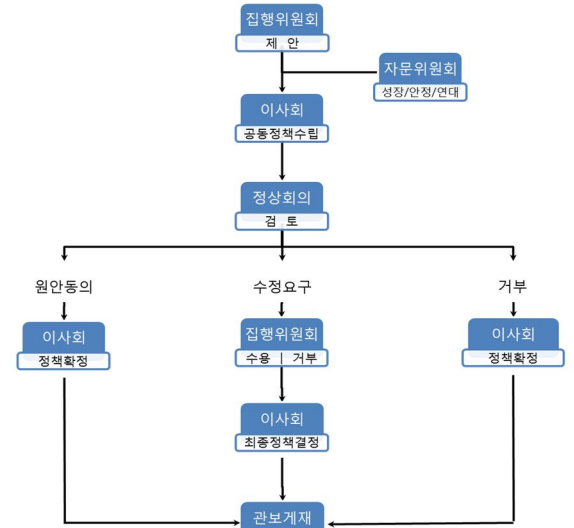 집행위원회
제 안
자문위원회
성장/안정/연대
이사회
공동정책수립
정상회의
검 토
원안동의
수정요구
거부
이사회
정책확정
집행위원회
수용 | 거부
이사회
정책확정
이사회
최종정책결정
관보게재